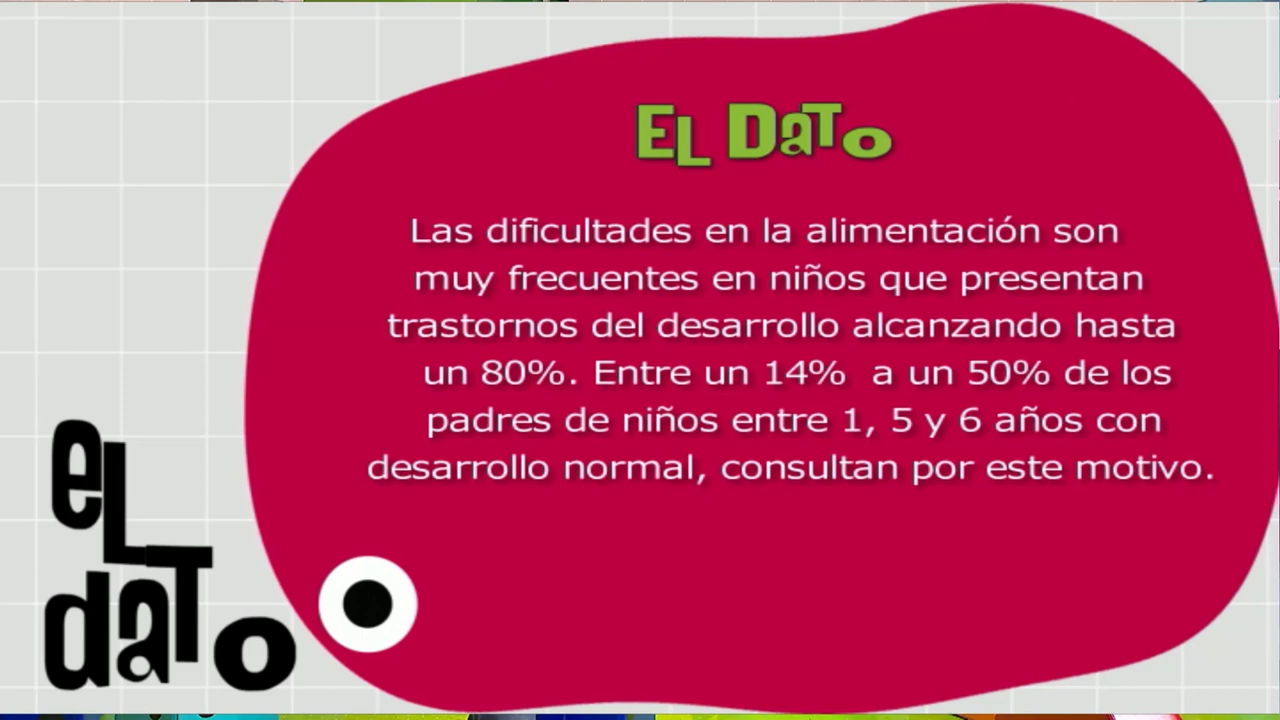 EL DaTo
Las dificultades en la alimentación son
muy frecuentes en niños que presentan
trastornos del desarrollo alcanzando hasta
un 80%. Entre un 14%  a un 50% de los
padres de niños entre 1, 5 y 6 años con
desarrollo normal, consultan por este motivo.
eL
daTo